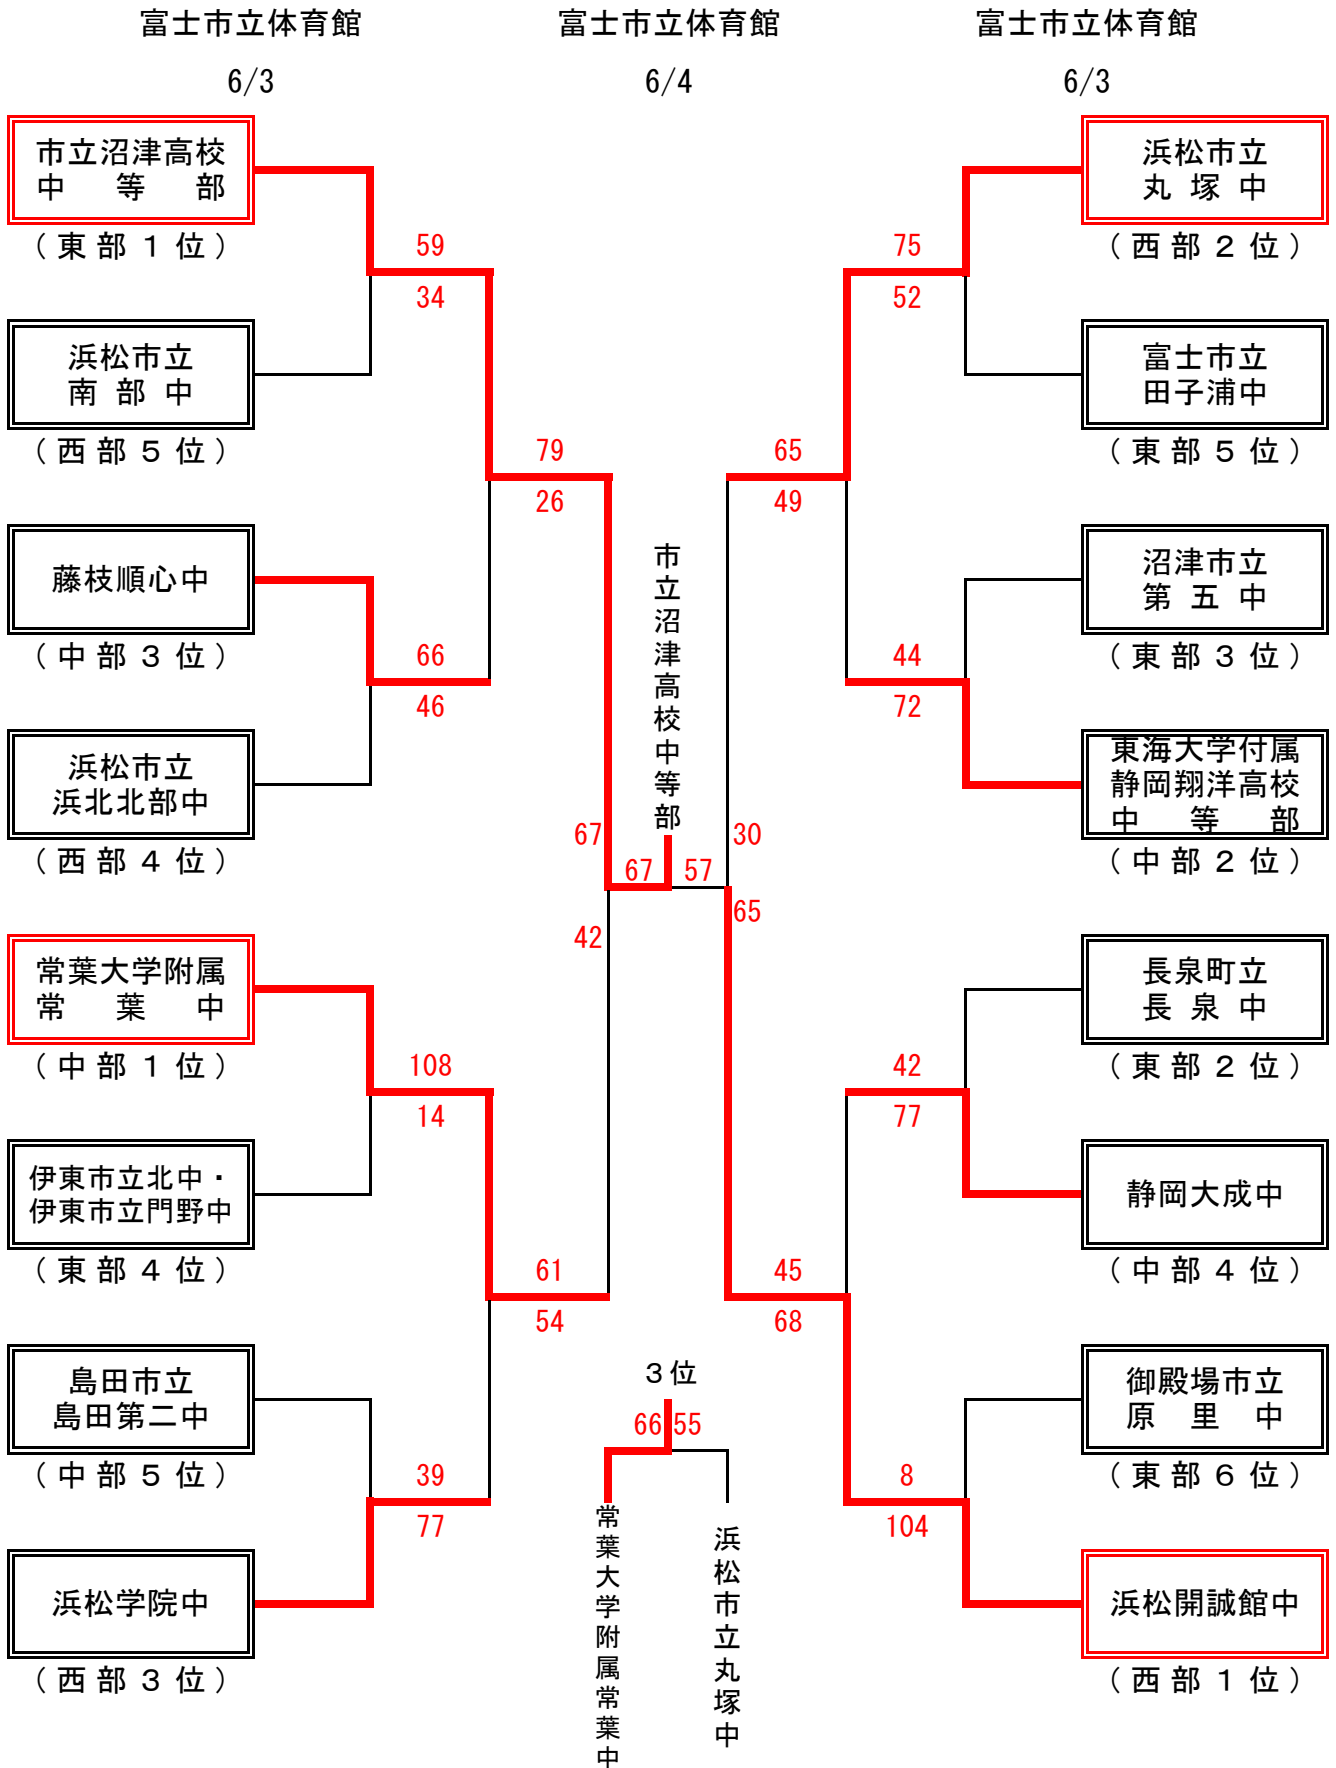 富士市立体育館
富士市立体育館
富士市立体育館
6/3
6/4
6/3
市立沼津高校
中等部
(東部1位)
59
34
浜松市立
南部中
(西部5位)
79
26
藤枝順心中
(中部3位)
66
46
浜松市立
浜北北部中
(西部4位)
67
42
常葉大学附属
常葉中
(中部1位)
108
14
伊東市立北中・
伊東市立門野中
(東部4位)
61
54
島田市立
島田第二中
(中部5位)
39
77
浜松学院中
(西部3位)
市立沼津高校中等部
67
57
3位
66
55
常葉大学附属常葉中
浜松市立丸塚中
浜松市立
丸塚中
(西部2位)
75
52
富士市立
田子浦中
(東部5位)
65
49
沼津市立
第五中
(東部3位)
44
72
東海大学付属
静岡翔洋高校
中等部
(中部2位)
30
65
長泉町立
長泉中
(東部2位)
42
77
静岡大成中
(中部4位)
45
68
御殿場市立
原里中
(東部6位)
8
104
浜松開誠館中
(西部1位)